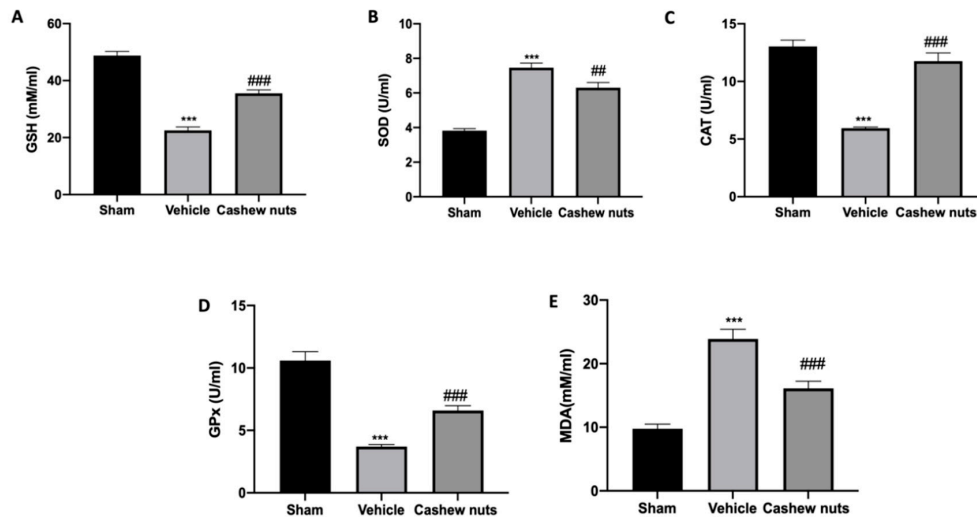 A
GSH (mM/ml)
60
40
20
0
***
###
Sham Vehicle Cashew nuts
B
SOD (U/ml)
10
8
6
4
2
0
***
##
Sham Vehicle Cashew nuts
C
CAT (U/ml)
15
10
5
0
***
###
Sham Vehicle Cashew nuts
D
GPx (U/ml)
15
10
5
0
***
###
Sham Vehicle Cashew nuts
E
MDA(mM/ml)
30
20
10
0
***
###
Sham Vehicle Cashew nuts